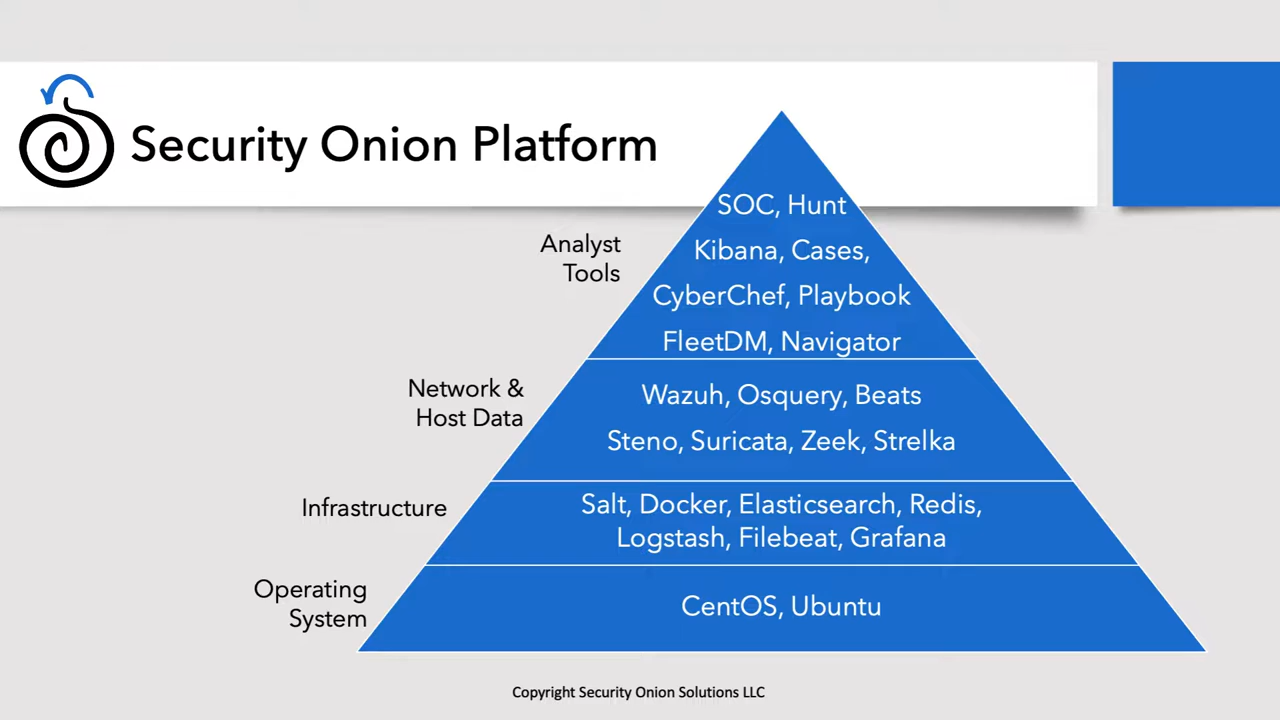 Security Onion Platform
SOC, Hunt
Analyst
Tools
Kibana, Cases,
CyberChef, Playbook
FleetDM, Navigator
Network &
Host Data
Wazuh, Osquery, Beats
Steno, Suricata, Zeek, Strelka
Infrastructure
Salt, Docker, Elasticsearch, Redis,
Logstash, Filebeat, Grafana
Operating
System
CentOS, Ubuntu
Copyright Security Onion Solutions LLC